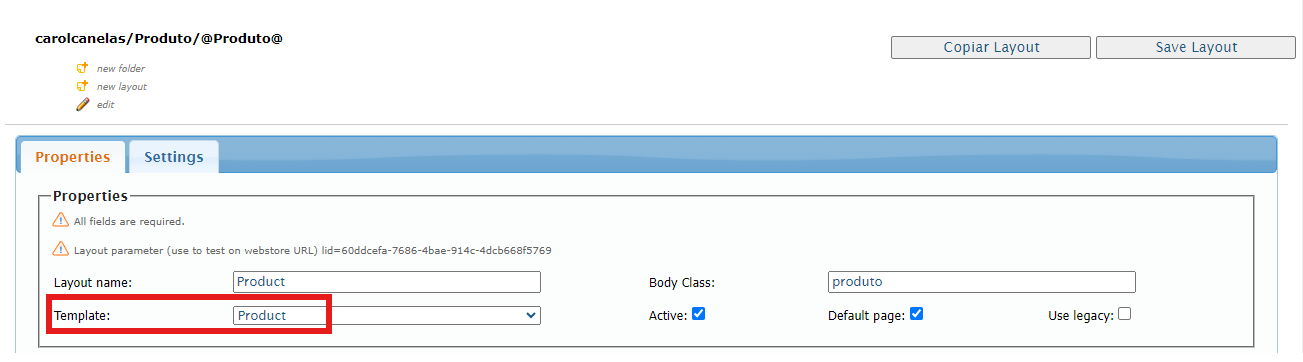 carolcanelas/Produto/@Produto@
Copiar Layout
Save Layout
new folder
new layout
edit
Properties
Settings
Properties
All fields are required.
Layout parameter (use to test on webstore URL) lid=60ddcefa-7686-4bae-914c-4dcb668f5769
Layout name: Product
Body Class: produto
Template: Product
Active:
Default page:
Use legacy: